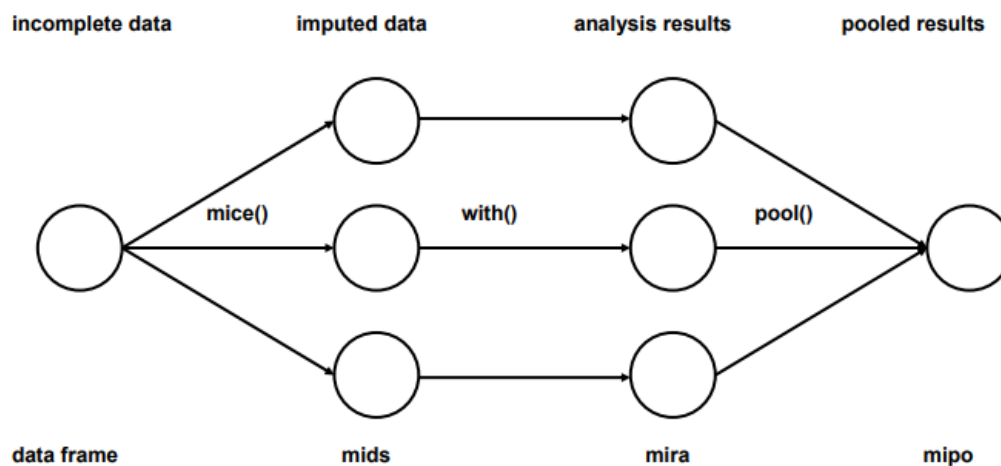 incomplete data imputed data analysis results pooled results
mice() with() pool()
data frame mids mira mipo